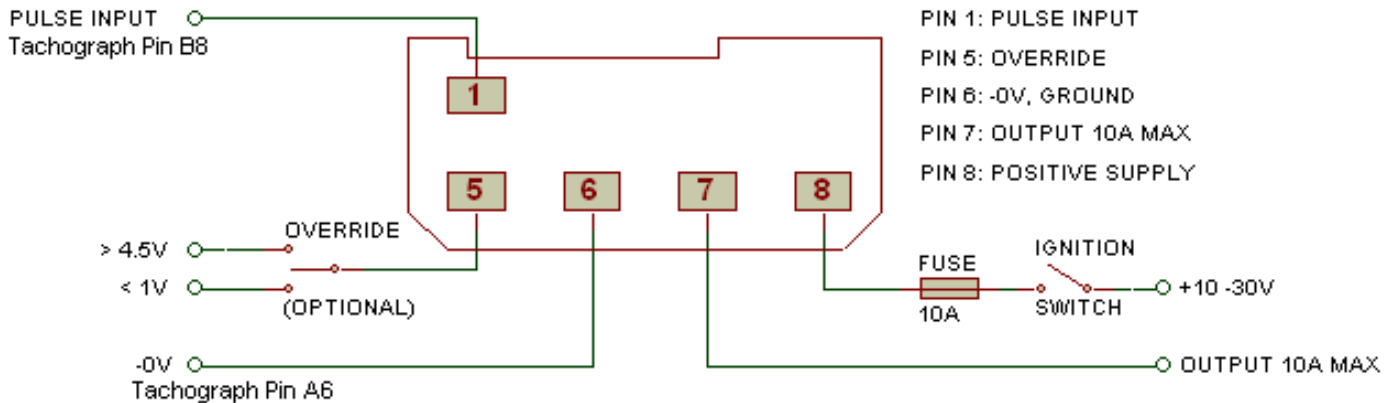 PULSE INPUT
Tachograph Pin B8
PIN 1: PULSE INPUT
PIN 5: OVERRIDE
PIN 6: -0V, GROUND
PIN 7: OUTPUT 10A MAX
PIN 8: POSITIVE SUPPLY
1
5
6
7
8
OVERRIDE
> 4.5V
< 1V
(OPTIONAL)
FUSE
10A
IGNITION
SWITCH
+10 -30V
-0V
Tachograph Pin A6
OUTPUT 10A MAX